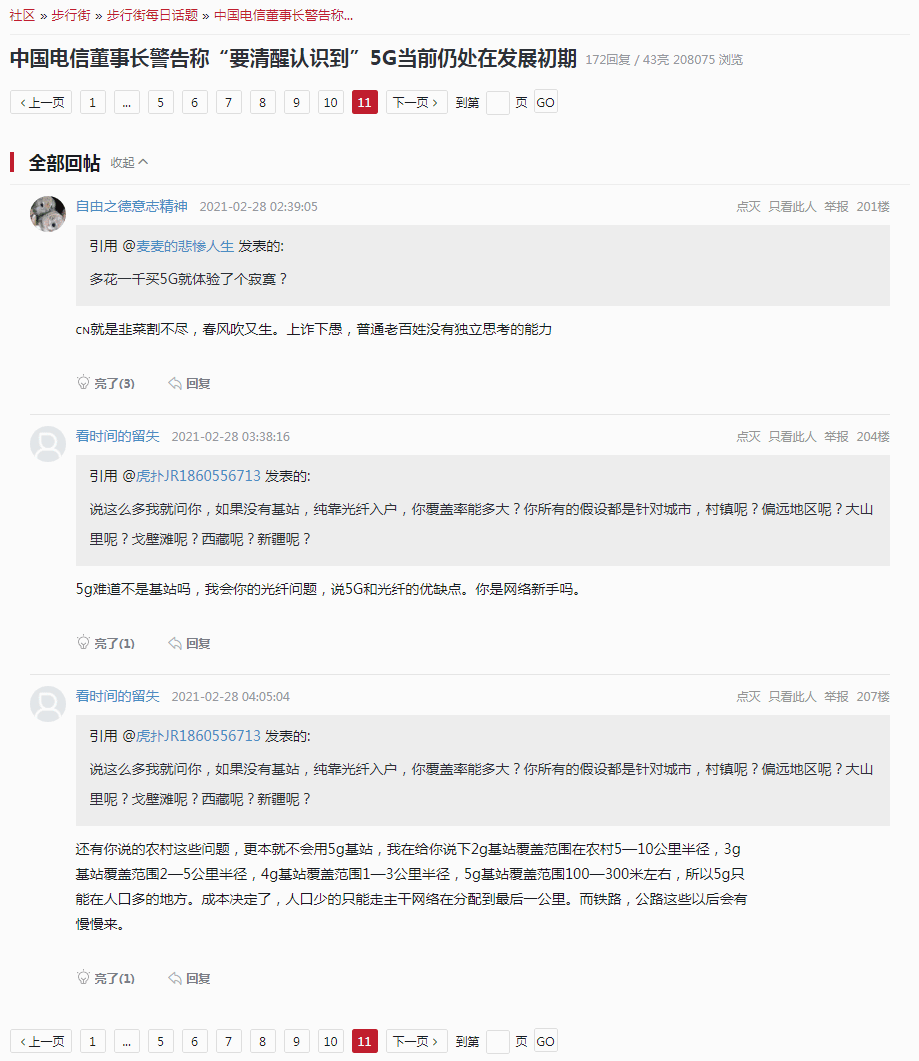 社区 » 步行街 » 步行街每日话题 » 中国电信董事长警告称...
中国电信董事长警告称“要清醒认识到”5G当前仍处在发展初期 172回复 / 43亮 208075 浏览
‹ 上一页 1 ... 5 6 7 8 9 10 11 下一页 › 到第 页 GO
全部回帖 收起
自由之德意志精神 2021-02-28 02:39:05 点灭 只看此人 举报 201楼
引用 @麦麦的悲惨人生 发表的:
多花一千买5G就体验了个寂寞？
CN就是韭菜割不尽，春风吹又生。上诈下愚，普通老百姓没有独立思考的能力
亮了(3) 回复
看时间的留失 2021-02-28 03:38:16 点灭 只看此人 举报 204楼
引用 @虎扑JR1860556713 发表的:
说这么多我就问你，如果没有基站，纯靠光纤入户，你覆盖率能多大？你所有的假设都是针对城市，村镇呢？偏远地区呢？大山
里呢？戈壁滩呢？西藏呢？新疆呢？
5g难道不是基站吗，我会你的光纤问题，说5G和光纤的优缺点。你是网络新手吗。
亮了(1) 回复
看时间的留失 2021-02-28 04:05:04 点灭 只看此人 举报 207楼
引用 @虎扑JR1860556713 发表的:
说这么多我就问你，如果没有基站，纯靠光纤入户，你覆盖率能多大？你所有的假设都是针对城市，村镇呢？偏远地区呢？大山
里呢？戈壁滩呢？西藏呢？新疆呢？
还有你说的农村这些问题，更本就不会用5g基站，我在给你说下2g基站覆盖范围在农村5—10公里半径，3g
基站覆盖范围2—5公里半径，4g基站覆盖范围1—3公里半径，5g基站覆盖范围100—300米左右，所以5g只
能在人口多的地方。成本决定了，人口少的只能走主干网络在分配到最后一公里。而铁路，公路这些以后会有
慢慢来。
亮了(1) 回复
‹ 上一页 1 ... 5 6 7 8 9 10 11 下一页 › 到第 页 GO